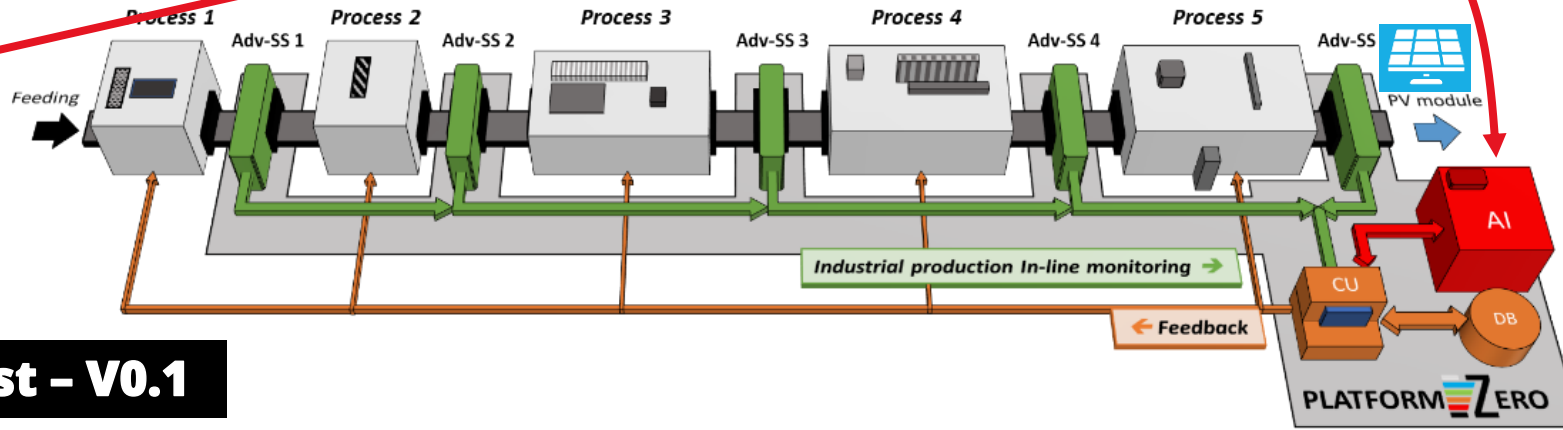 Process 1
Process 2
Process 3
Process 4
Process 5
Adv-SS 1
Adv-SS 2
Adv-SS 3
Adv-SS 4
Adv-SS
Feeding
PV module
AI
Industrial production In-line monitoring →
CU
← Feedback
DB
st – V0.1
PLATFORM ZERO